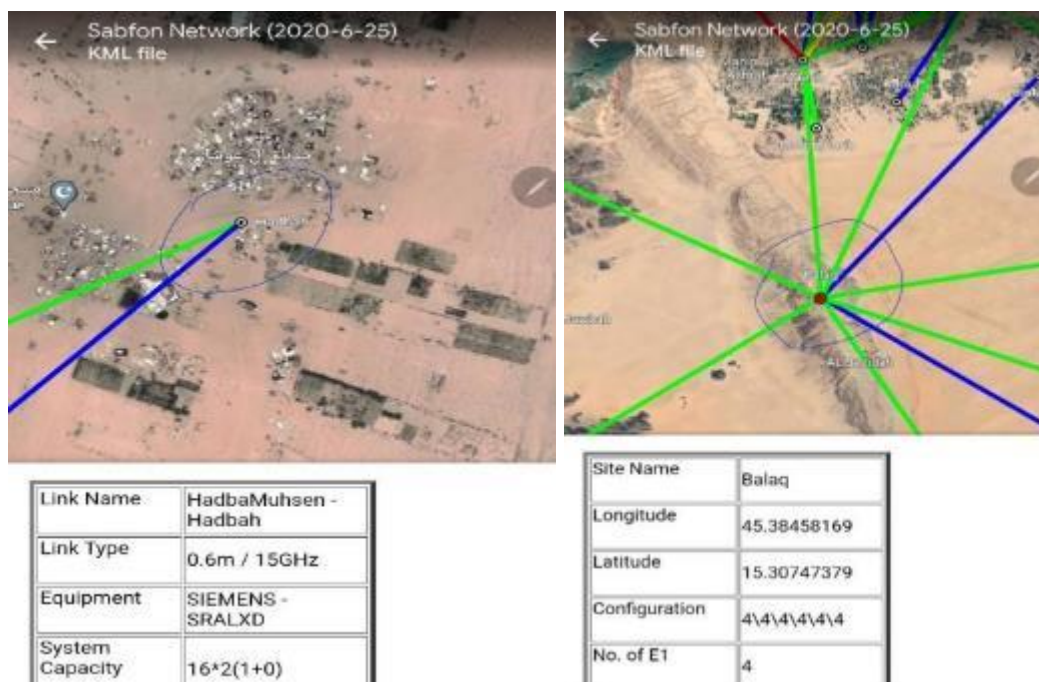 Sabfon Network (2020-6-25)
KML file
Link Name
HadbaMuhsen -
Hadbah
Link Type
0.6m / 15GHz
Equipment
SIEMENS -
SRALXD
System
Capacity
16*2(1+0)
Sabfon Network (2020-6-25)
KML file
Site Name
Balaq
Longitude
45.38458169
Latitude
15.30747379
Configuration
4\4\4\4\4\4
No. of E1
4